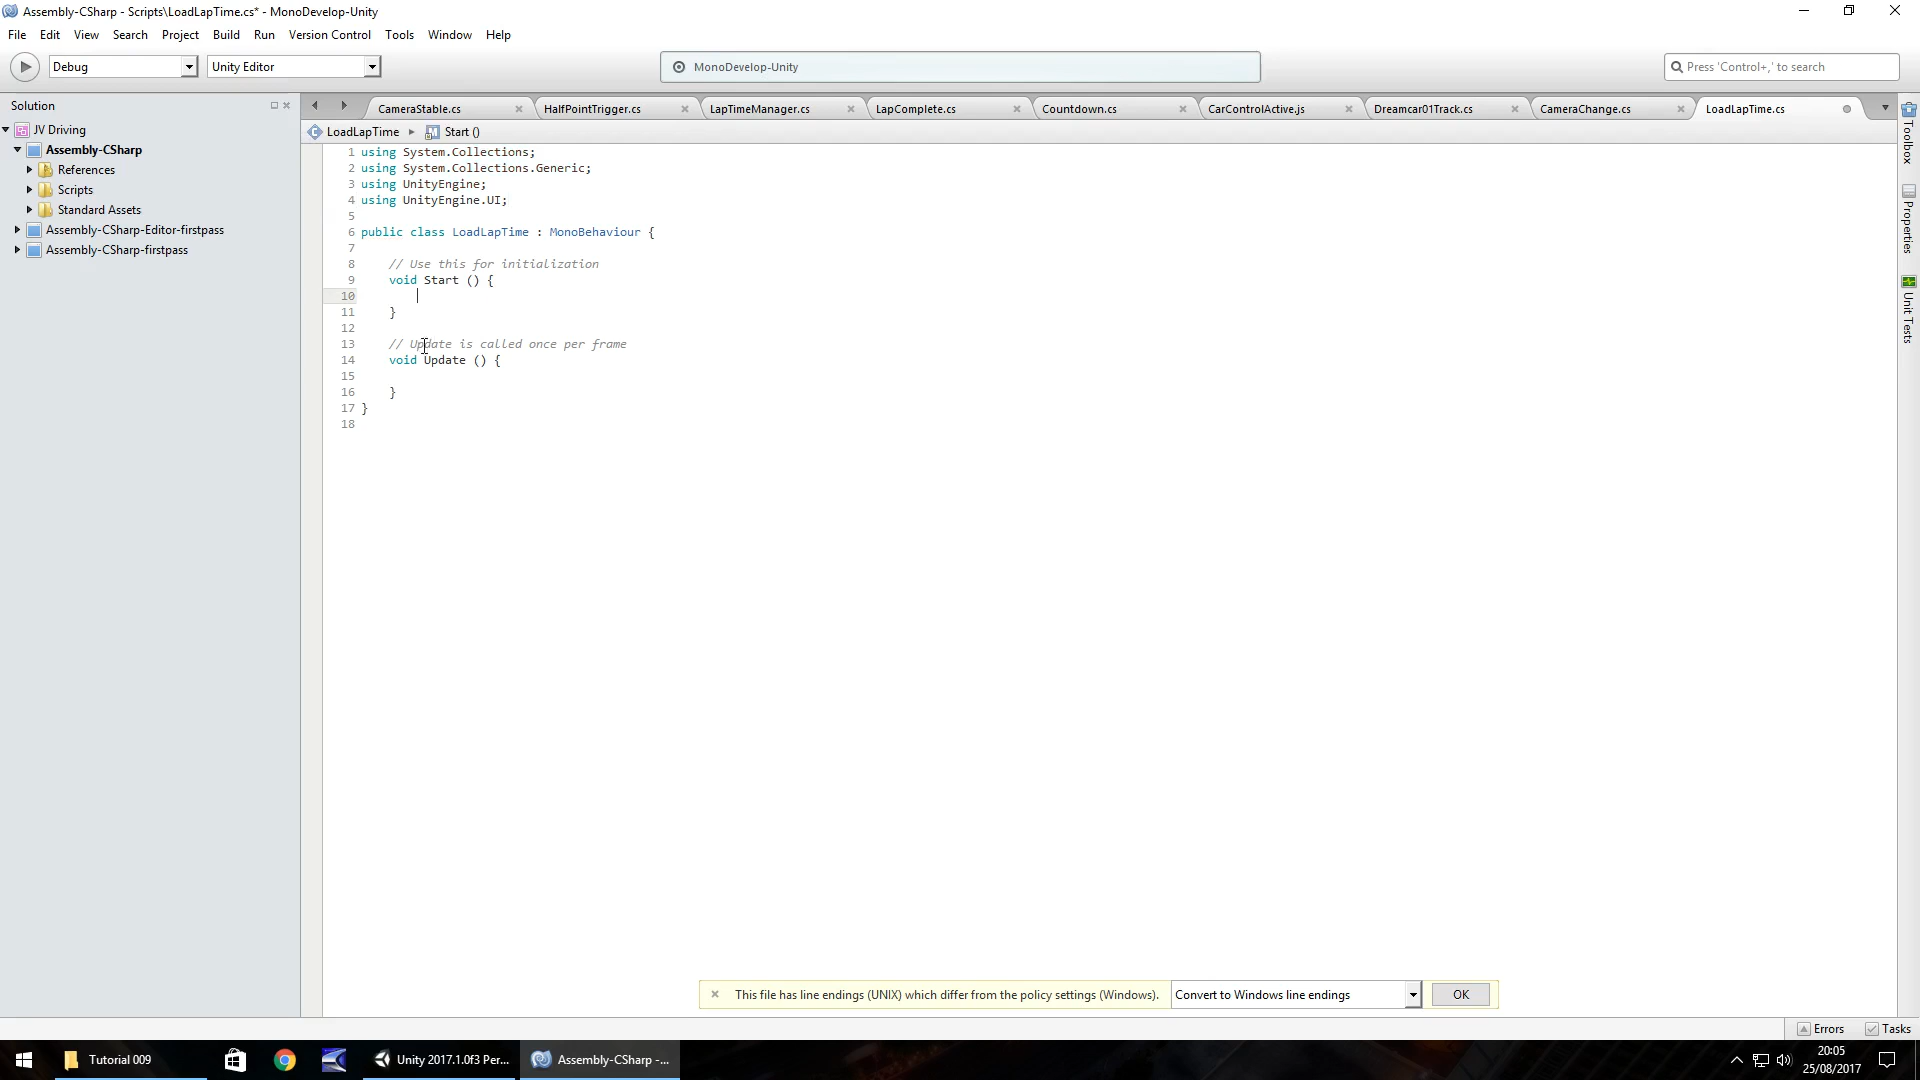 Assembly-CSharp - Scripts\LoadLapTime.cs* - MonoDevelop-Unity
File Edit View Search Project Build Run Version Control Tools Window Help
Debug Unity Editor MonoDevelop-Unity Press 'Control+,' to search
Solution
CameraStable.cs HalfPointTrigger.cs LapTimeManager.cs LapComplete.cs Countdown.cs CarControlActive.js Dreamcar01Track.cs CameraChange.cs LoadLapTime.cs
LoadLapTime Start ()
JV Driving
Assembly-CSharp
References
Scripts
Standard Assets
Assembly-CSharp-Editor-firstpass
Assembly-CSharp-firstpass
1 using System.Collections;
2 using System.Collections.Generic;
3 using UnityEngine;
4 using UnityEngine.UI;
5
6 public class LoadLapTime : MonoBehaviour {
7
8 // Use this for initialization
9 void Start () {
10
11 }
12
13 // Update is called once per frame
14 void Update () {
15
16 }
17 }
18
Toolbox
Properties
Unit Tests
This file has line endings (UNIX) which differ from the policy settings (Windows). Convert to Windows line endings OK
Errors Tasks
Tutorial 009 Unity 2017.1.0f3 Per... Assembly-CSharp -...
20:05
25/08/2017